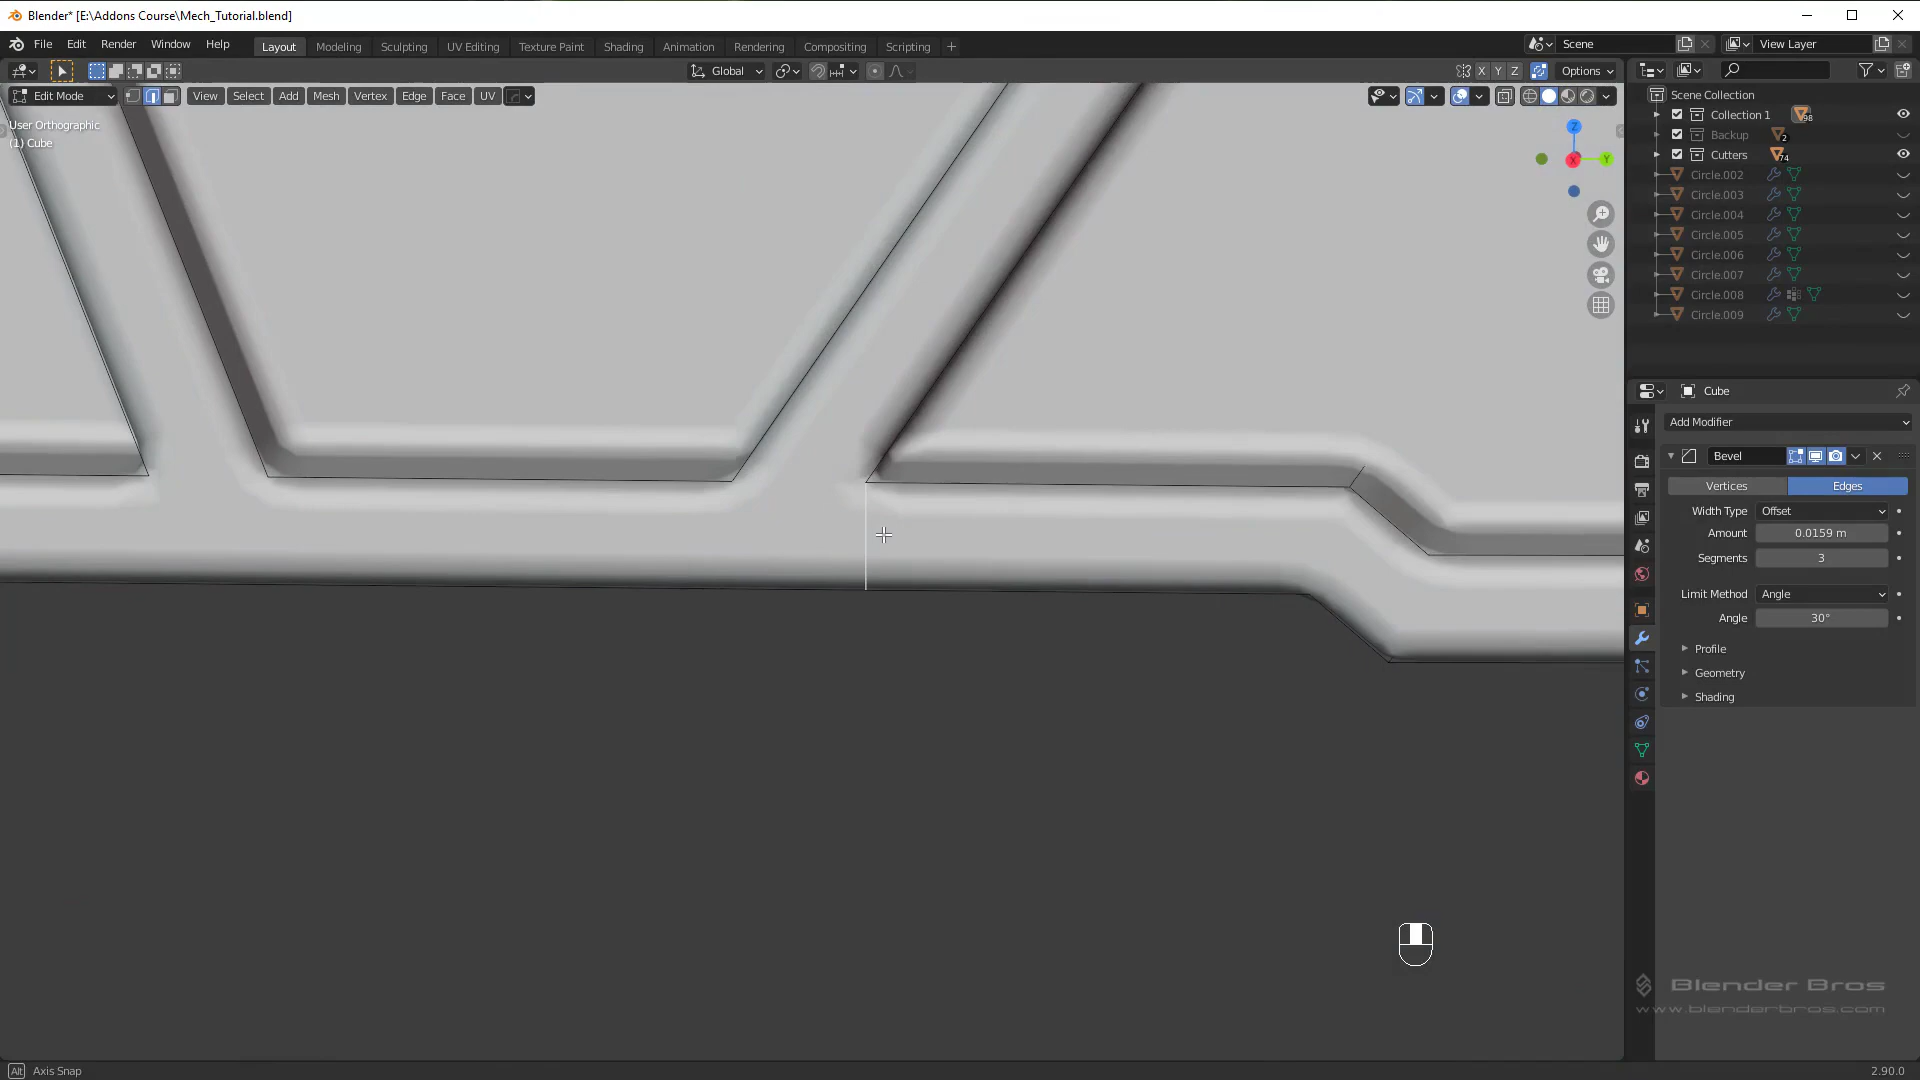 Blender* [E:\Addons Course\Mech_Tutorial.blend]
File Edit Render Window Help Layout Modeling Sculpting UV Editing Texture Paint Shading Animation Rendering Compositing Scripting + Scene View Layer
Global X Y Z Options
Edit Mode View Select Add Mesh Vertex Edge Face UV
User Orthographic
(1) Cube
Z
Y
X
Scene Collection
Collection 1 98
Backup 2
Cutters 74
Circle.002
Circle.003
Circle.004
Circle.005
Circle.006
Circle.007
Circle.008
Circle.009
Cube
Add Modifier
Bevel
Vertices Edges
Width Type Offset
Amount 0.0159 m
Segments 3
Limit Method Angle
Angle 30°
Profile
Geometry
Shading
Blender Bros
www.blenderbros.com
Alt Axis Snap 2.90.0